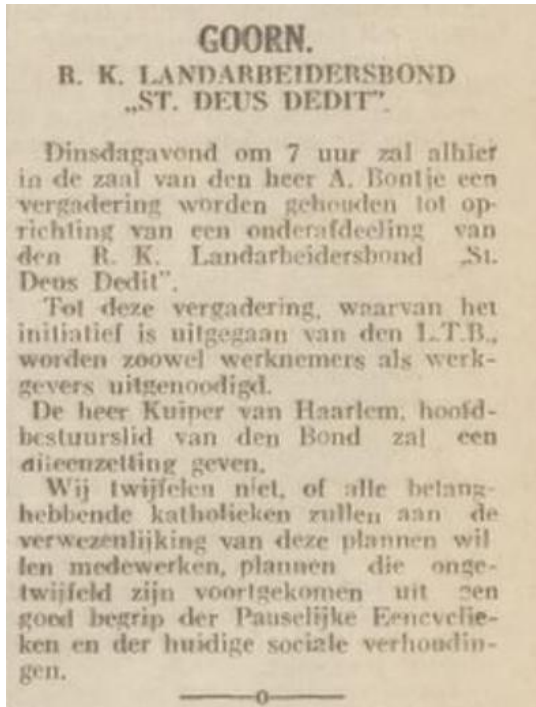 GOORN.
R. K. LANDARBEIDERSBOND
„ST. DEUS DEDIT”.
Dinsdagavond om 7 uur zal alhier
in de zaal van den heer A. Bontje een
vergadering worden gehouden tot op-
richting van een onderafdeeling van
den R. K. Landarbeidersbond „St.
Deus Dedit”.
Tot deze vergadering, waarvan het
initiatief is uitgegaan van den L.T.B.,
worden zoowel werknemers als werk-
gevers uitgenoodigd.
De heer Kuiper van Haarlem, hoofd-
bestuurslid van den Bond zal een
uiteenzetting geven.
Wij twijfelen niet, of alle belang-
hebbende katholieken zullen aan de
verwezenlijking van deze plannen wil
len medewerken, plannen die onge-
twijfeld zijn voortgekomen uit een
goed begrip der Pauselijke Eencyclie-
ken en der huidige sociale verhoudin-
gen.